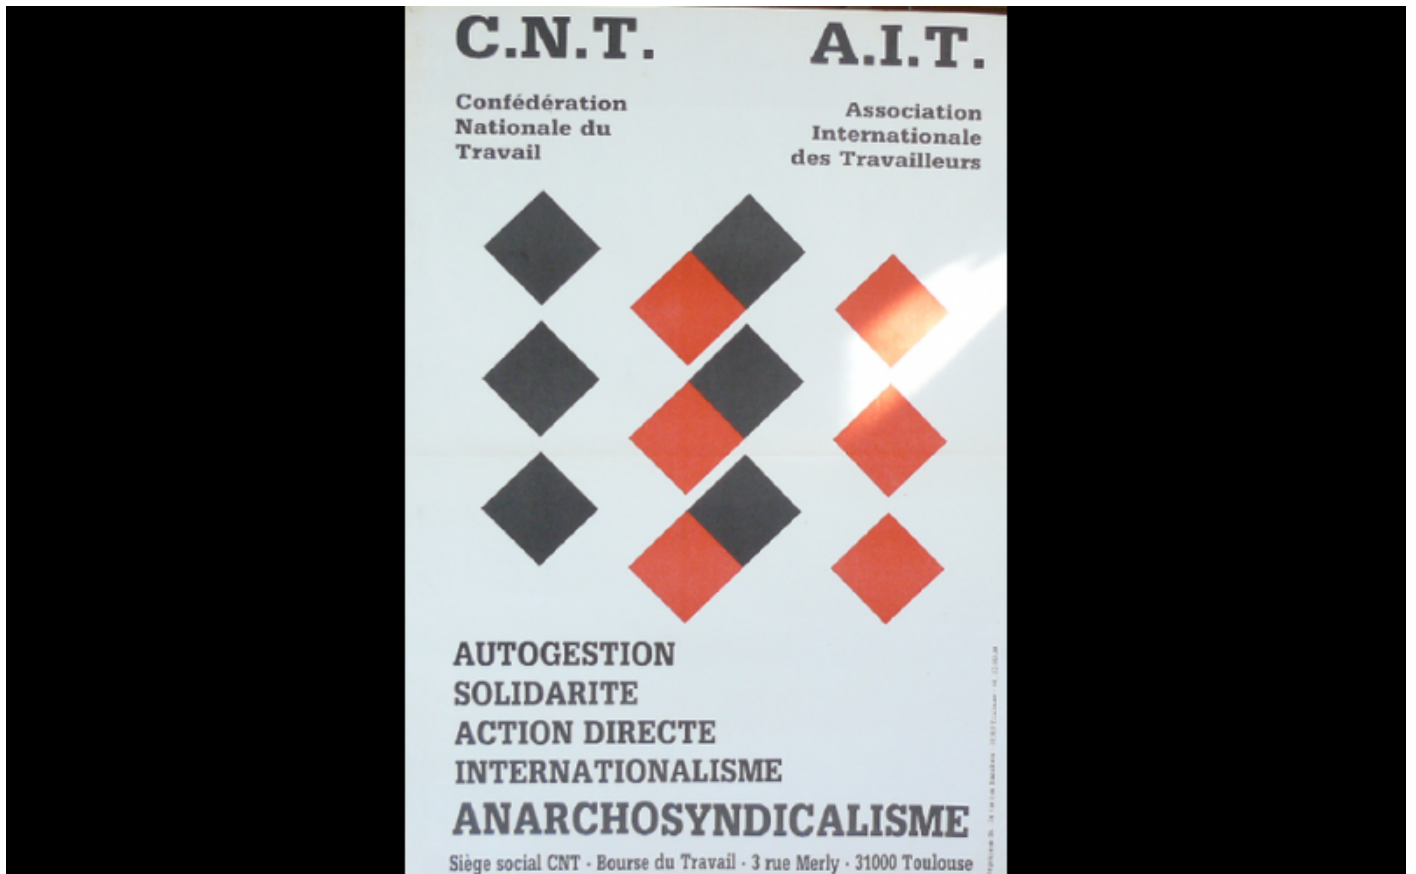 C.N.T.
A.I.T.
Confédération
Nationale du
Travail
Association
Internationale
des Travailleurs
AUTOGESTION
SOLIDARITE
ACTION DIRECTE
INTERNATIONALISME
ANARCHOSYNDICALISME
Siège social CNT - Bourse du Travail - 3 rue Merly - 31000 Toulouse